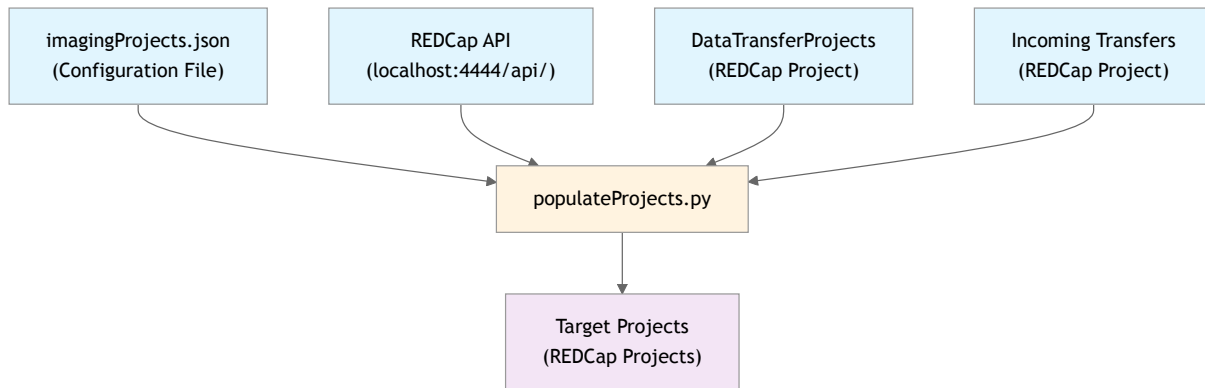 imagingProjects.json
(Configuration File)
REDCap API
(localhost:4444/api/)
DataTransferProjects
(REDCap Project)
Incoming Transfers
(REDCap Project)
populateProjects.py
Target Projects
(REDCap Projects)